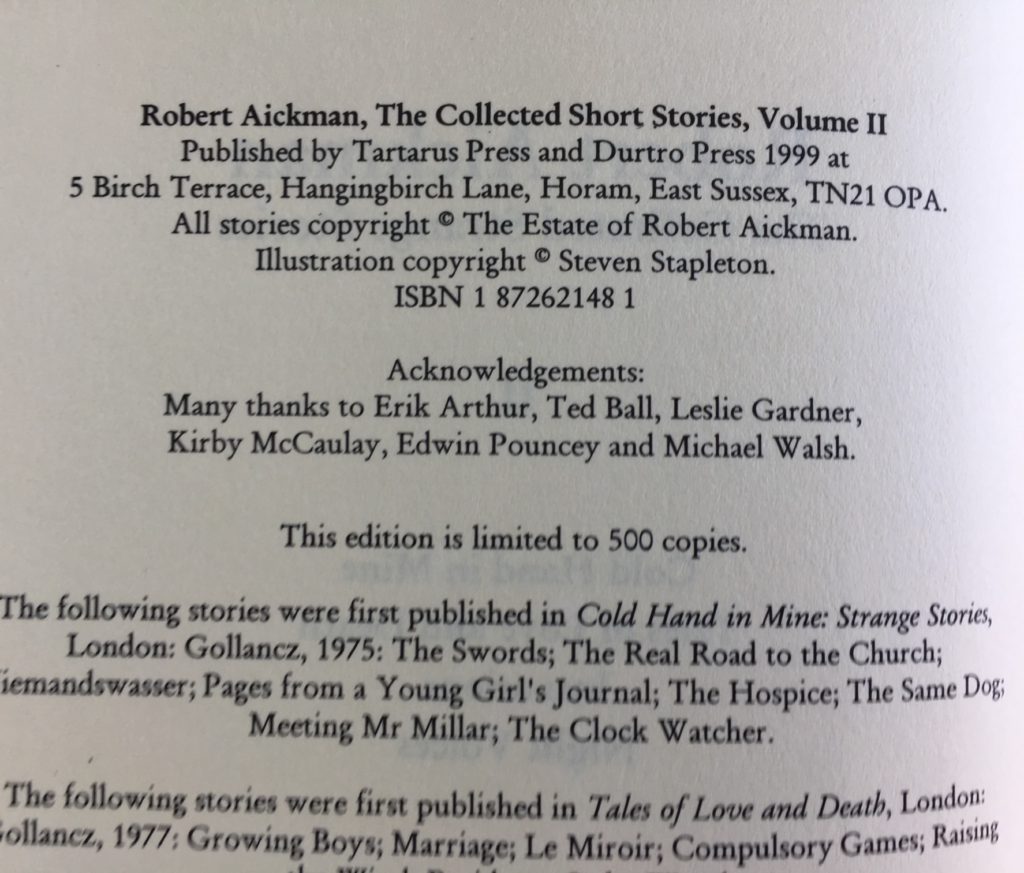 Robert Aickman, The Collected Short Stories, Volume II
Published by Tartarus Press and Durtro Press 1999 at
5 Birch Terrace, Hangingbirch Lane, Horam, East Sussex, TN21 OPA.
All stories copyright © The Estate of Robert Aickman.
Illustration copyright © Steven Stapleton.
ISBN 1 87262148 1
Acknowledgements:
Many thanks to Erik Arthur, Ted Ball, Leslie Gardner,
Kirby McCaulay, Edwin Pouncey and Michael Walsh.
This edition is limited to 500 copies.
The following stories were first published in Cold Hand in Mine: Strange Stories,
London: Gollancz, 1975: The Swords; The Real Road to the Church;
iemandswasser; Pages from a Young Girl's Journal; The Hospice; The Same Dog;
Meeting Mr Millar; The Clock Watcher.
The following stories were first published in Tales of Love and Death, London:
ollancz, 1977: Growing Boys; Marriage; Le Miroir; Compulsory Games; Raising